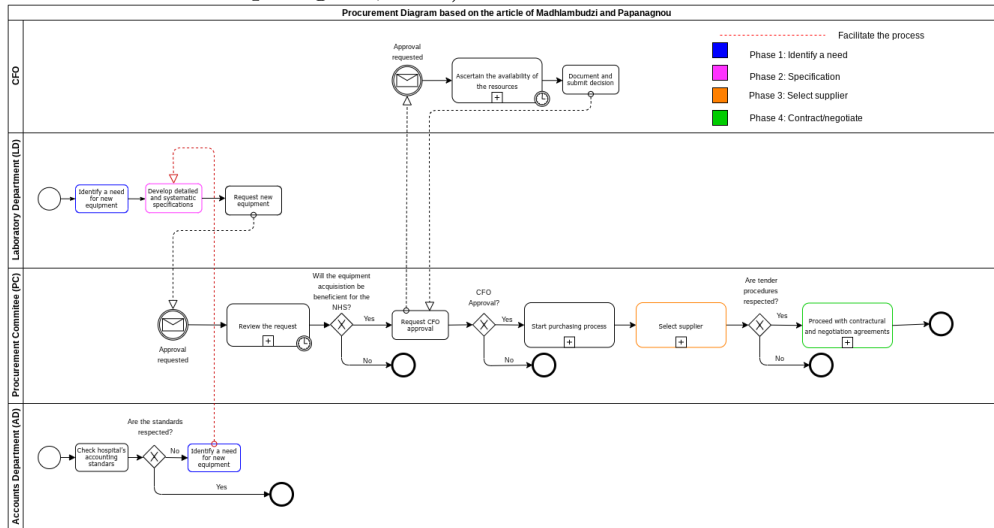 Procurement Diagram based on the article of Madhlambudzi and Papanagnou
CFO
Approval
requested
Ascertain the availability of
the resources
Document and
submit decision
Facilitate the process
Phase 1: Identify a need
Phase 2: Specification
Phase 3: Select supplier
Phase 4: Contract/negotiate
Laboratory Department (LD)
Identify a need
for new
equipment
Develop detailed
and systematic
specifications
Request new
equipment
Procurement Commitee (PC)
Approval
requested
Review the request
Will the equipment
acquisistion be
beneficial for the
NHS?
Yes
No
Request CFO
approval
CFO
Approval?
Yes
No
Start purchasing process
Select supplier
Are tender
procedures
respected?
Yes
No
Proceed with contractural
and negotiation agreements
Accounts Department (AD)
Check hospital's
accounting
standars
Are the standards
respected?
No
Yes
Identify a need
for new
equipment